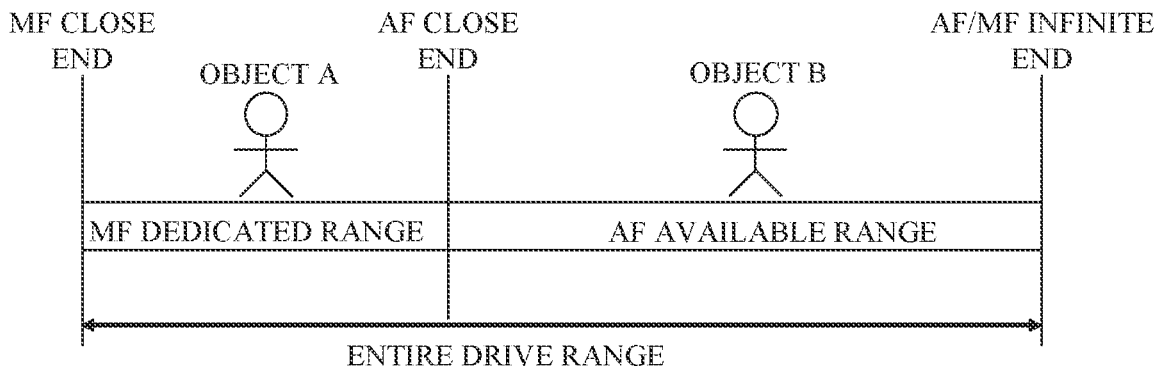 MF CLOSE
END
AF CLOSE
END
AF/MF INFINITE
END
OBJECT A
OBJECT B
MF DEDICATED RANGE
AF AVAILABLE RANGE
ENTIRE DRIVE RANGE